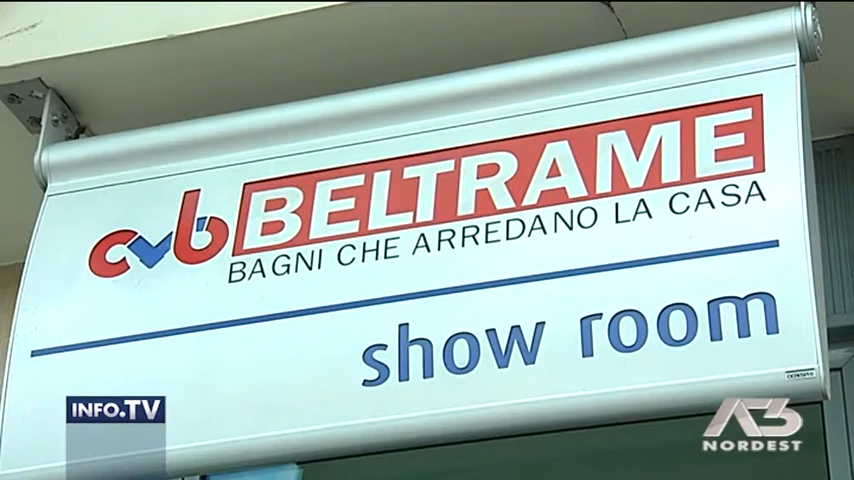 cvb BELTRAME
BAGNI CHE ARREDANO LA CASA
show room
INFO.TV
A3
NORDEST